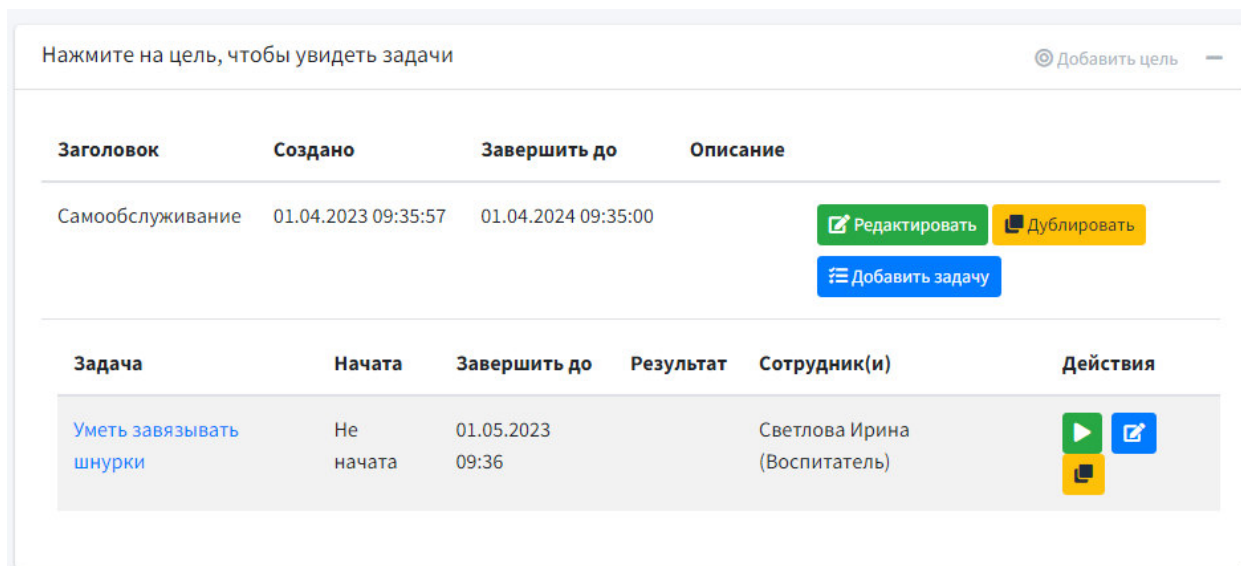 Нажмите на цель, чтобы увидеть задачи
Добавить цель
Заголовок Создано Завершить до Описание
Самообслуживание 01.04.2023 09:35:57 01.04.2024 09:35:00 Редактировать Дублировать
Добавить задачу
Задача Начата Завершить до Результат Сотрудник(и) Действия
Уметь завязывать Не 01.05.2023 Светлова Ирина
шнурки начата 09:36 (Воспитатель)